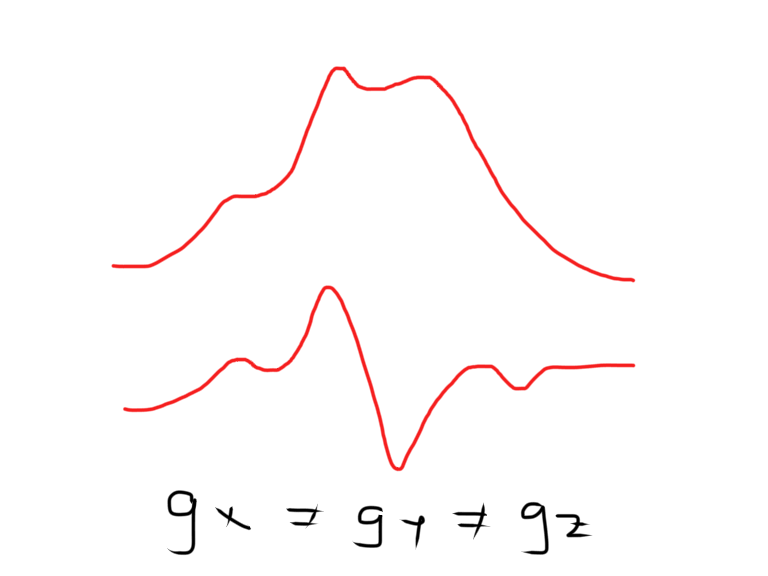 gx = gy ≠ gz